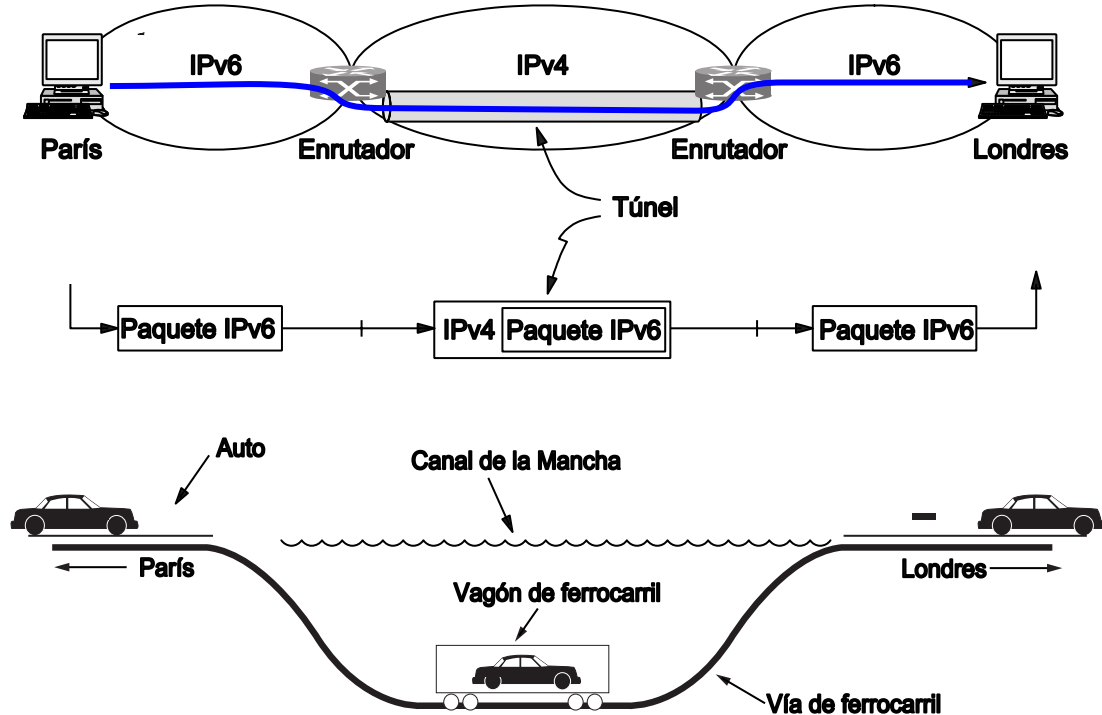 IPv6
IPv4
IPv6
París
Enrutador
Enrutador
Londres
Túnel
Paquete IPv6
IPv4
Paquete IPv6
Paquete IPv6
Auto
Canal de la Mancha
París
Londres
Vagón de ferrocarril
Vía de ferrocarril